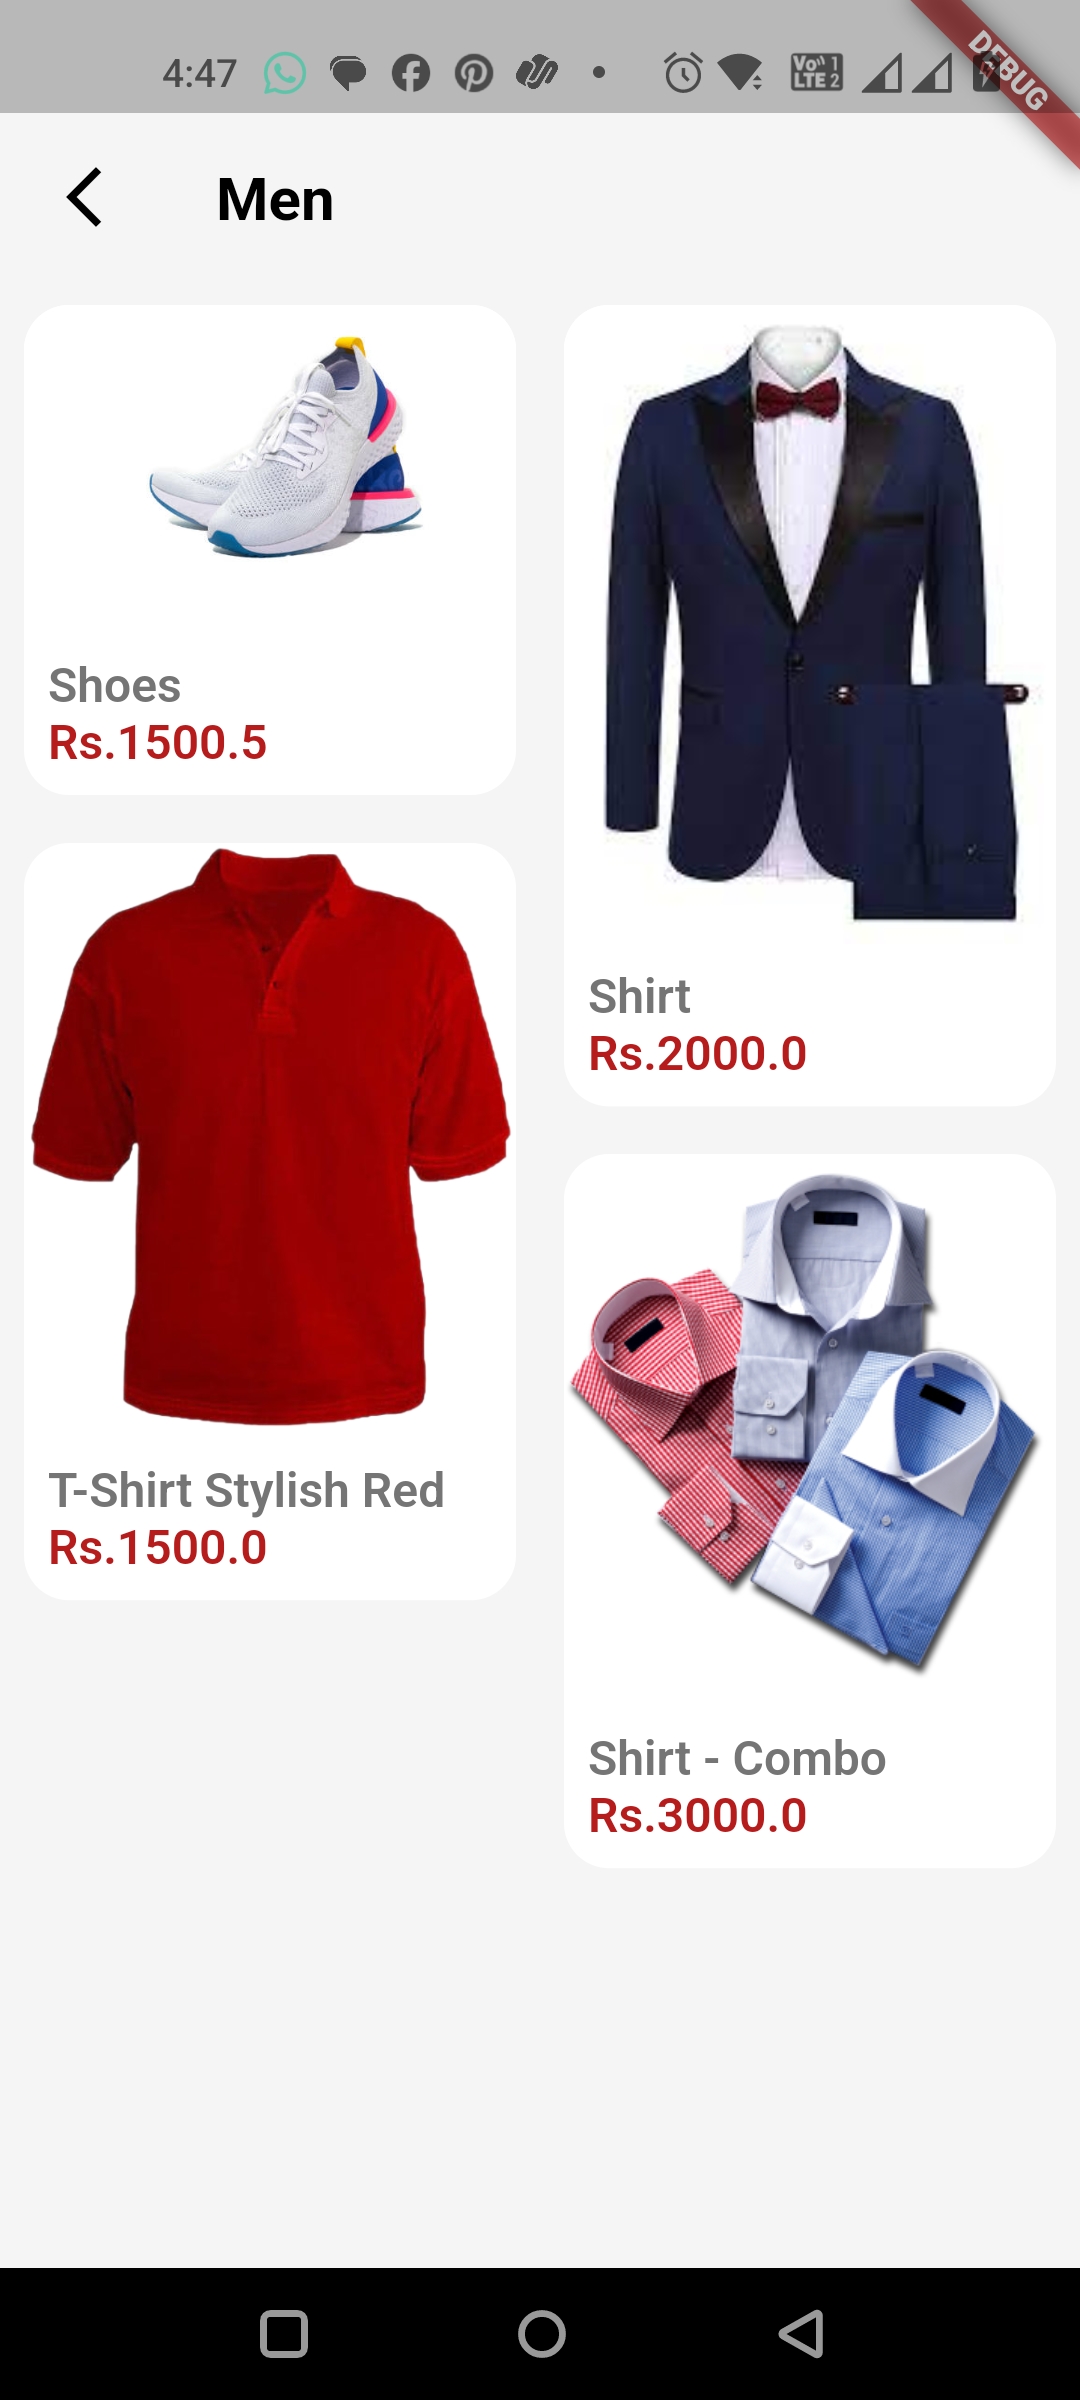 4:47
Vo 1
LTE 2
DEBUG
Men
Shoes
Rs.1500.5
Shirt
Rs.2000.0
T-Shirt Stylish Red
Rs.1500.0
Shirt - Combo
Rs.3000.0